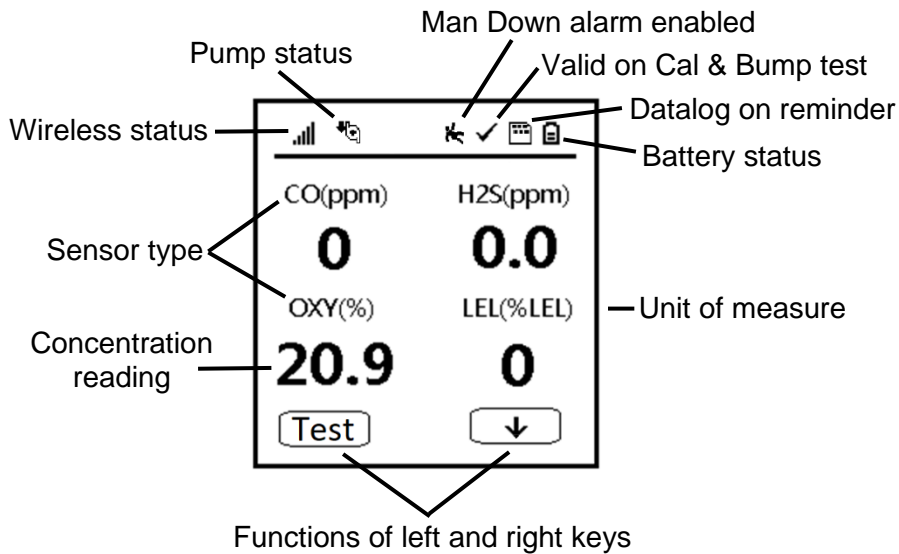 Man Down alarm enabled
Pump status
Valid on Cal & Bump test
Datalog on reminder
Wireless status
Battery status
CO(ppm) H2S(ppm)
Sensor type
0 0.0
OXY(%) LEL(%LEL)
Unit of measure
Concentration
reading
20.9 0
Test
Functions of left and right keys